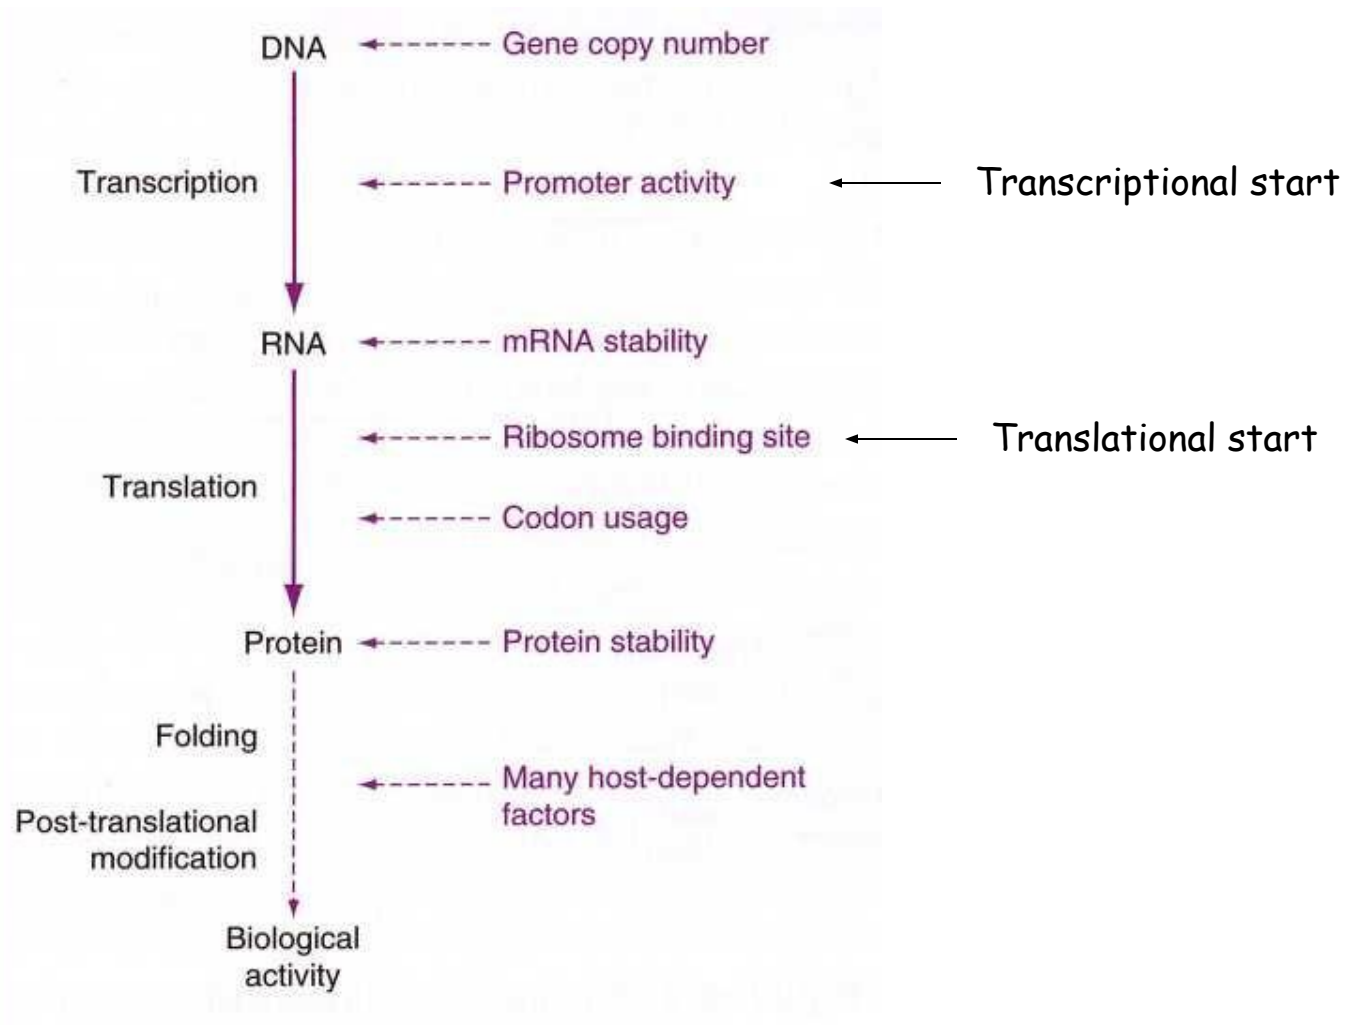 DNA
Gene copy number
Transcription
Promoter activity
Transcriptional start
RNA
mRNA stability
Ribosome binding site
Translational start
Translation
Codon usage
Protein
Protein stability
Folding
Many host-dependent
factors
Post-translational
modification
Biological
activity